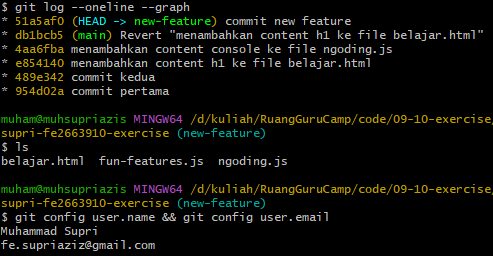 $ git log --oneline --graph
* 51a5af0 (HEAD -> new-feature) commit new feature
* db1bcb5 (main) Revert "menambahkan content h1 ke file belajar.html"
* 4aa6fba menambahkan content console ke file ngoding.js
* e854140 menambahkan content h1 ke file belajar.html
* 489e342 commit kedua
* 954d02a commit pertama
muham@muhsupriazis MINGW64 /d/kuliah/RuangGuruCamp/code/09-10-exercise/
supri-fe2663910-exercise (new-feature)
$ ls
belajar.html  fun-features.js  ngoding.js
muham@muhsupriazis MINGW64 /d/kuliah/RuangGuruCamp/code/09-10-exercise/
supri-fe2663910-exercise (new-feature)
$ git config user.name && git config user.email
Muhammad Supri
fe.supriaziz@gmail.com